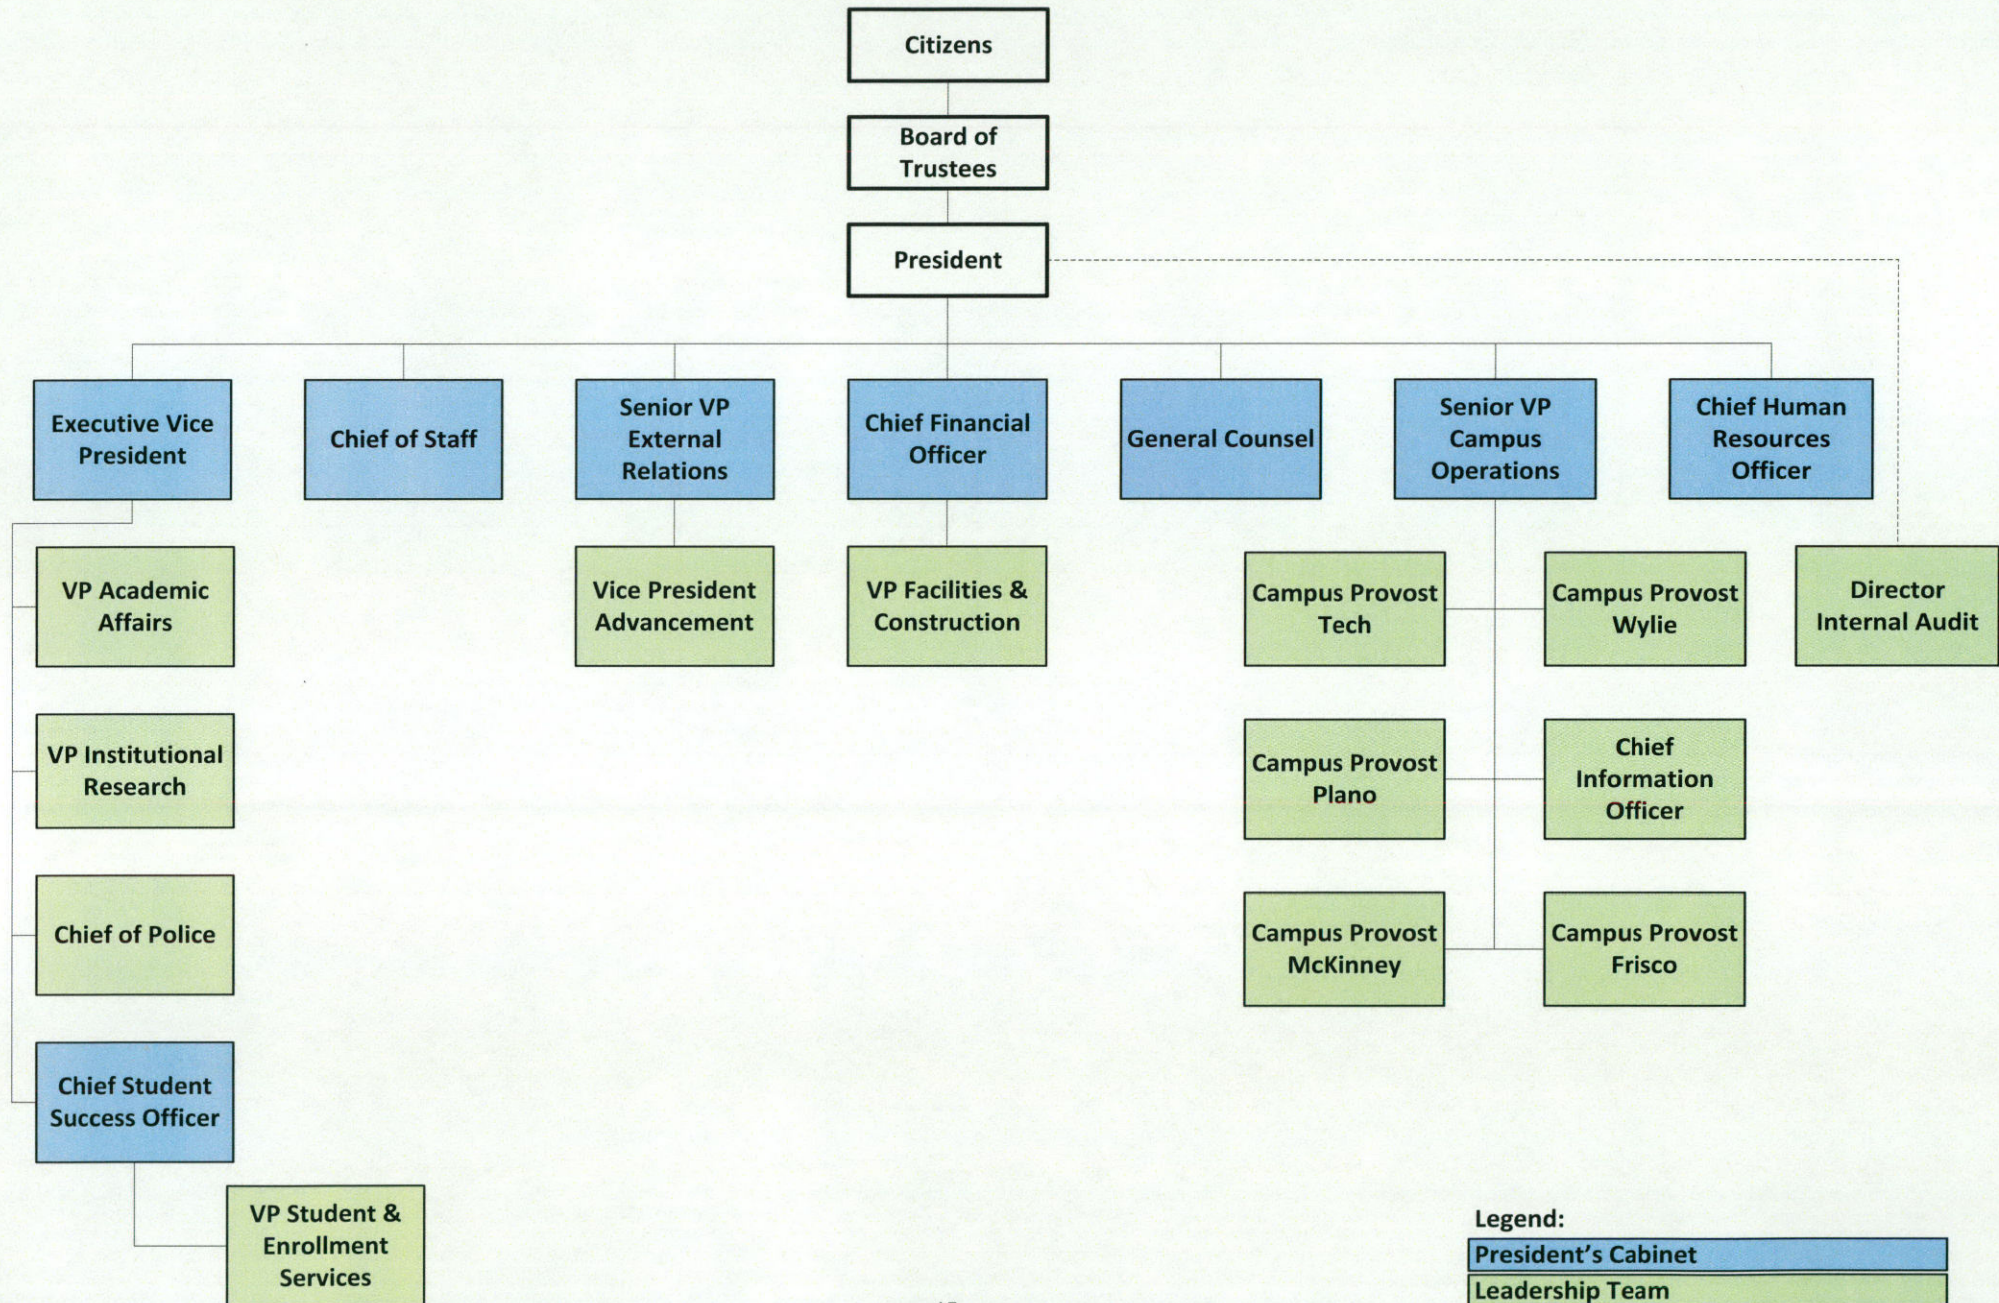 Citizens
Board of
Trustees
President
Executive Vice
President
Chief of Staff
Senior VP
External
Relations
Chief Financial
Officer
General Counsel
Senior VP
Campus
Operations
Chief Human
Resources
Officer
VP Academic
Affairs
Vice President
Advancement
VP Facilities &
Construction
Campus Provost
Tech
Campus Provost
Wylie
Director
Internal Audit
VP Institutional
Research
Campus Provost
Plano
Chief
Information
Officer
Chief of Police
Campus Provost
McKinney
Campus Provost
Frisco
Chief Student
Success Officer
VP Student &
Enrollment
Services
Legend:
President's Cabinet
Leadership Team